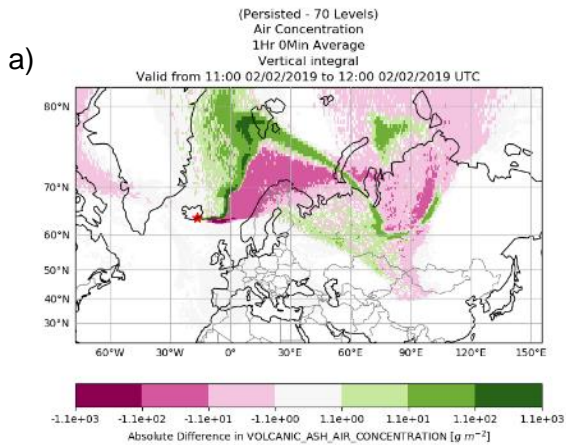 (Persisted - 70 Levels)
Air Concentration
1Hr 0Min Average
Vertical integral
Valid from 11:00 02/02/2019 to 12:00 02/02/2019 UTC
a)
80°N
70°N
60°N
50°N
40°N
30°N
60°W 30°W 0° 30°E 60°E 90°E 120°E 150°E
-1.1e+03 -1.1e+02 -1.1e+01 -1.1e+00 1.1e+00 1.1e+01 1.1e+02 1.1e+03
Absolute Difference in VOLCANIC_ASH_AIR_CONCENTRATION [g m⁻²]